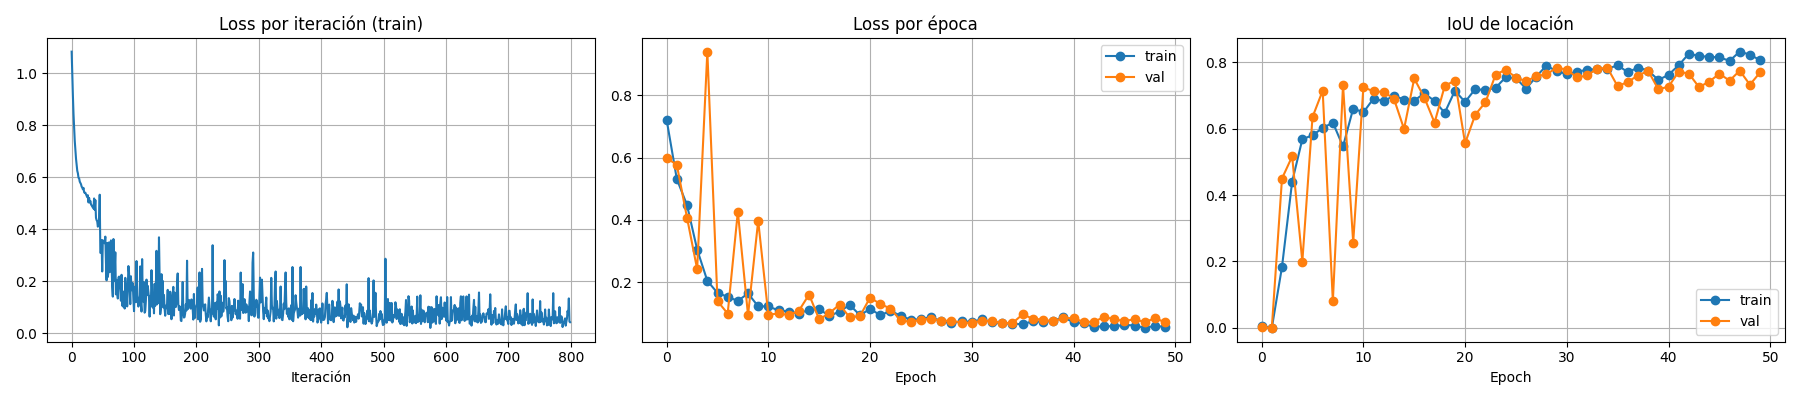 Loss por iteración (train)
1.0
0.8
0.6
0.4
0.2
0.0
0 100 200 300 400 500 600 700 800
Iteración
Loss por época
train
val
0.8
0.6
0.4
0.2
0 10 20 30 40 50
Epoch
IoU de locación
0.8
0.6
0.4
0.2
0.0
train
val
0 10 20 30 40 50
Epoch